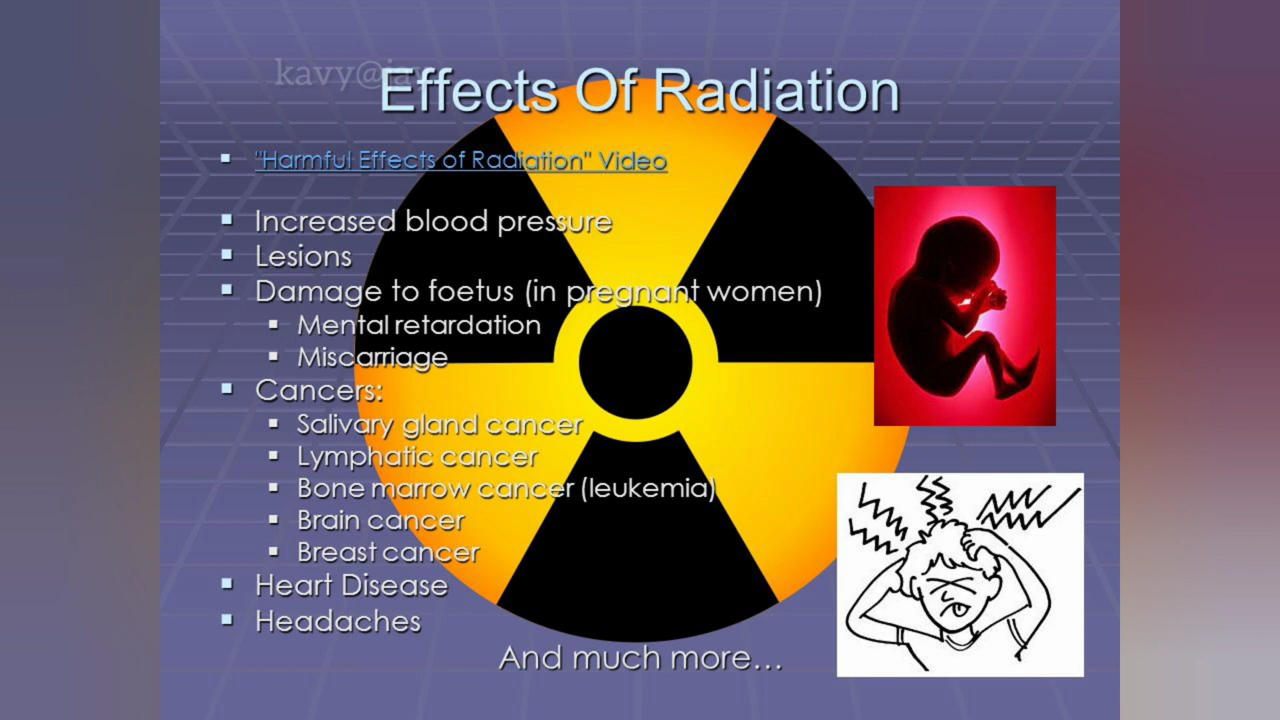 kavy@jay
Effects Of Radiation
"Harmful Effects of Radiation" Video
Increased blood pressure
Lesions
Damage to foetus (in pregnant women)
Mental retardation
Miscarriage
Cancers:
Salivary gland cancer
Lymphatic cancer
Bone marrow cancer (leukemia)
Brain cancer
Breast cancer
Heart Disease
Headaches
And much more...